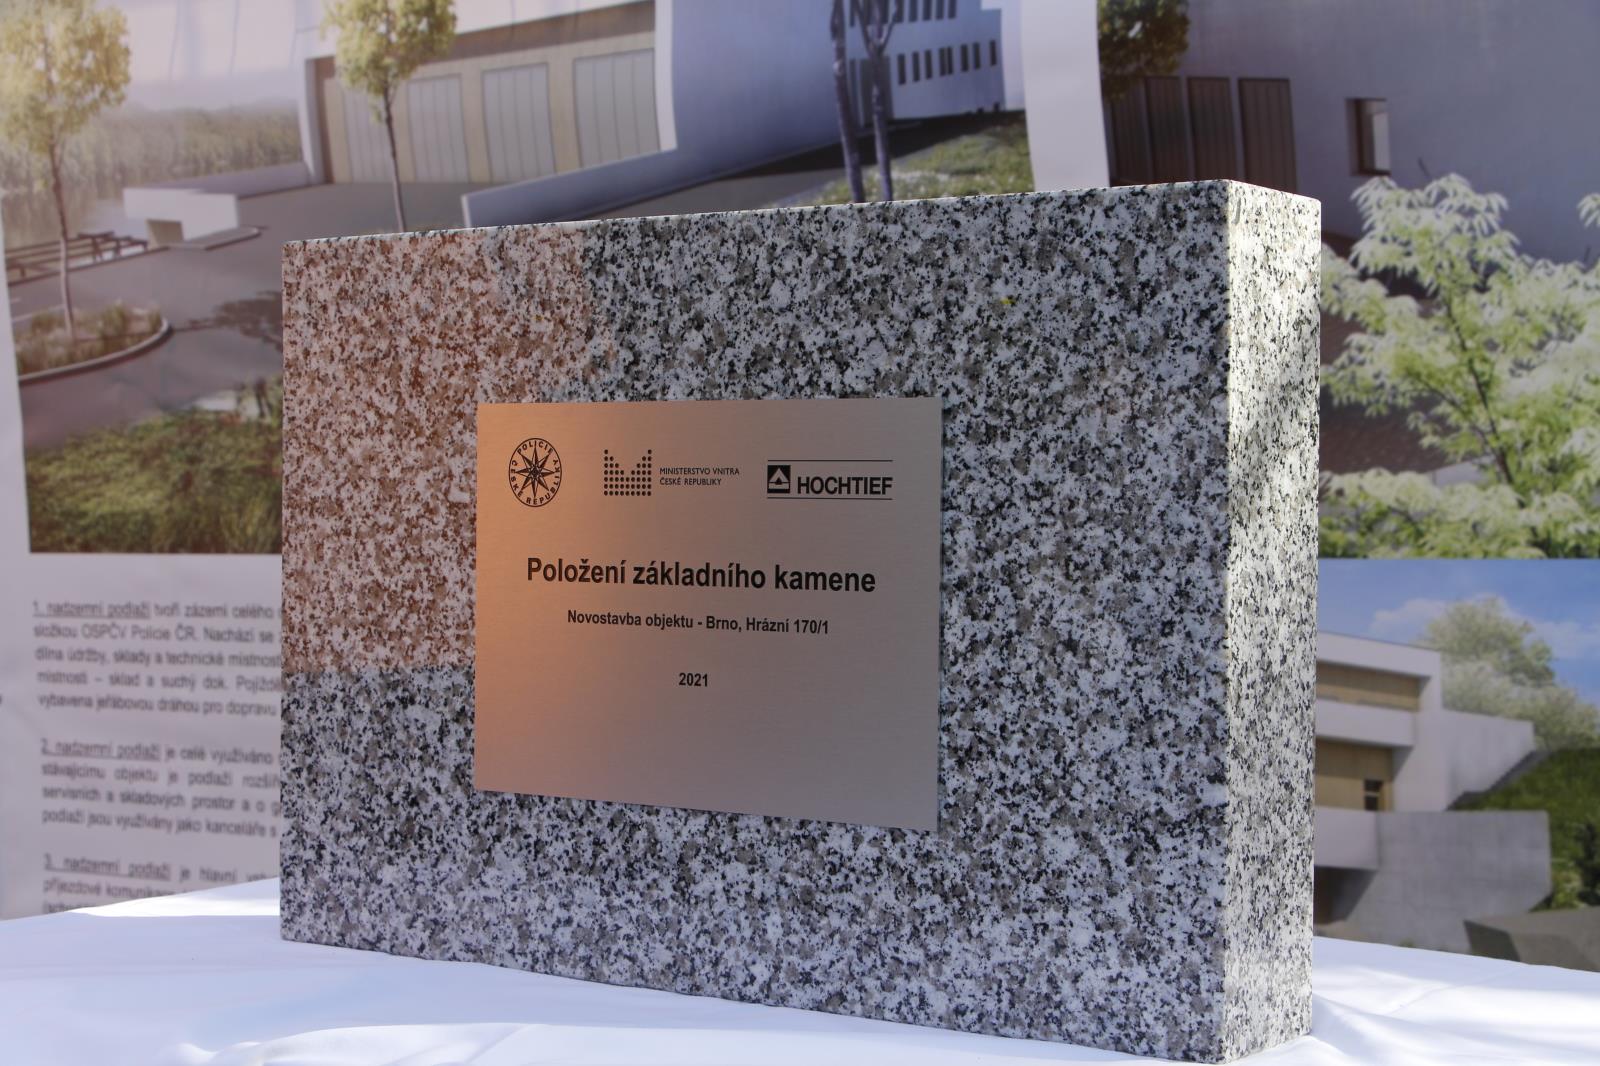 POLICIE ČESKÉ REPUBLIKY
MINISTERSTVO VNITRA
ČESKÉ REPUBLIKY
HOCHTIEF
Položení základního kamene
Novostavba objektu - Brno, Hrázní 170/1
2021
1. nadzemní podlaží tvoří zázemí celého
složkou OSPČV Policie ČR. Nachází se
dílna údržby, sklady a technické místnost
místnosti – sklad a suchý dok. Pojížd
vybavena jeřábovou dráhou pro dopravu
2. nadzemní podlaží je celé využíváno
stávajícímu objektu je podlaží rozšíř
servisních a skladových prostor a o
podlaží jsou využívány jako kanceláře s
3. nadzemní podlaží je hlavní
příjezdové komunikace